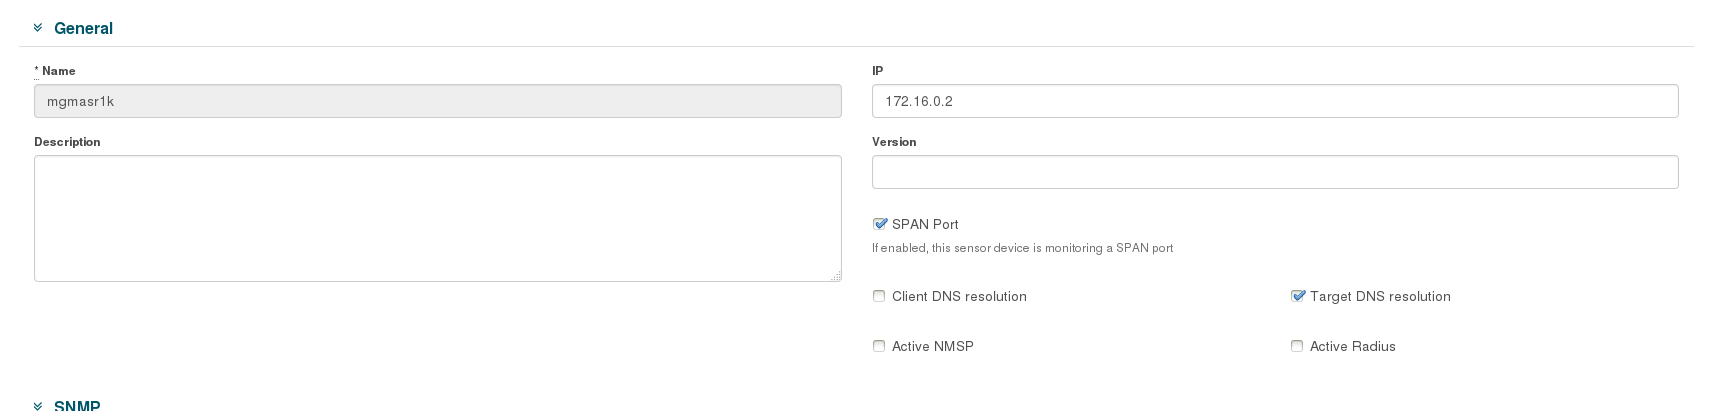 General
* Name
mgmasr1k
IP
172.16.0.2
Description
Version
SPAN Port
If enabled, this sensor device is monitoring a SPAN port
Client DNS resolution
Target DNS resolution
Active NMSP
Active Radius
SNMP